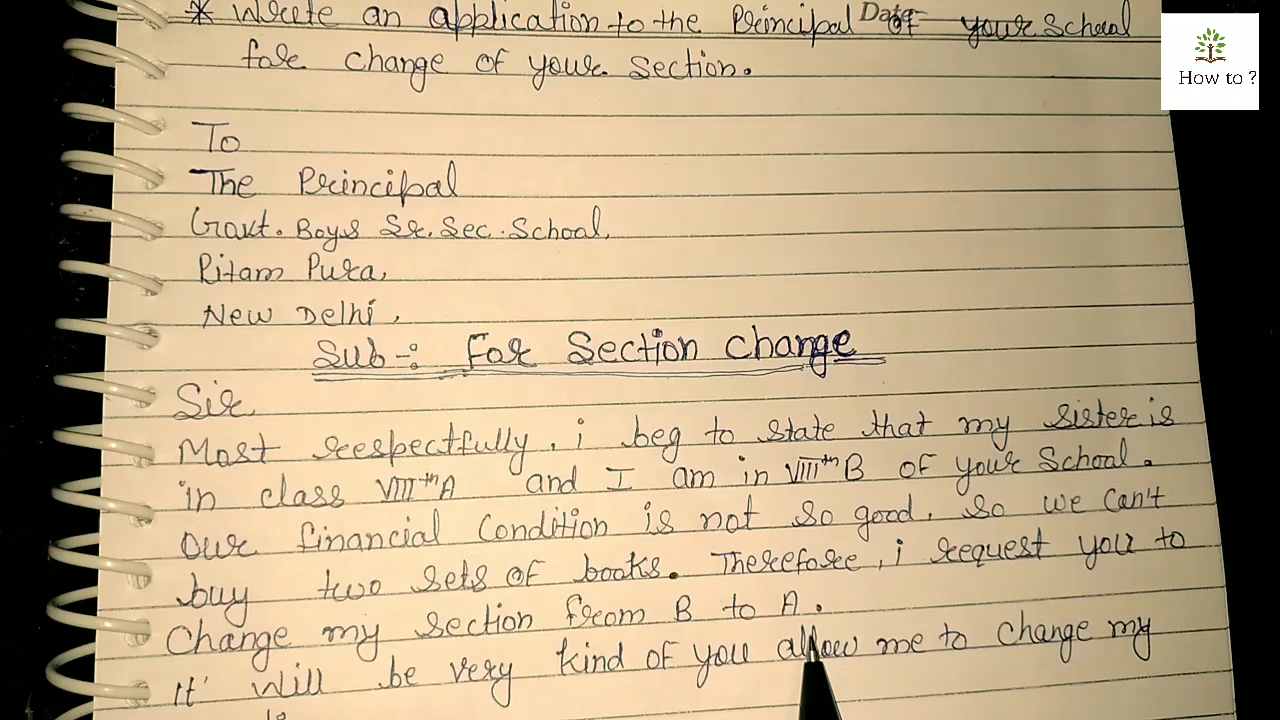 * Write an application to the Principal of your School
Date
for change of your section.
How to ?
To
The Principal
Govt. Boys Sr. Sec. School,
Pitam Pura,
New Delhi,
Sub-: For Section change
Sir,
Most respectfully, i beg to state that my sister is
in class VIIIth A and I am in VIIIth B of your School.
our financial Condition is not so good, so we can't
buy two sets of books. Therefore, i request you to
Change my section from B to A.
It will be very kind of you allow me to change my